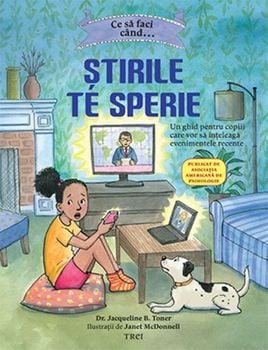 Ce să faci
când...
ȘTIRILE
TE SPERIE
Un ghid pentru copiii
care vor să înțeleagă
evenimentele recente
PUBLICAT DE
ASOCIAȚIA
AMERICANĂ DE
PSIHOLOGIE
Dr. Jacqueline B. Toner
Ilustrații de Janet McDonnell
TREI